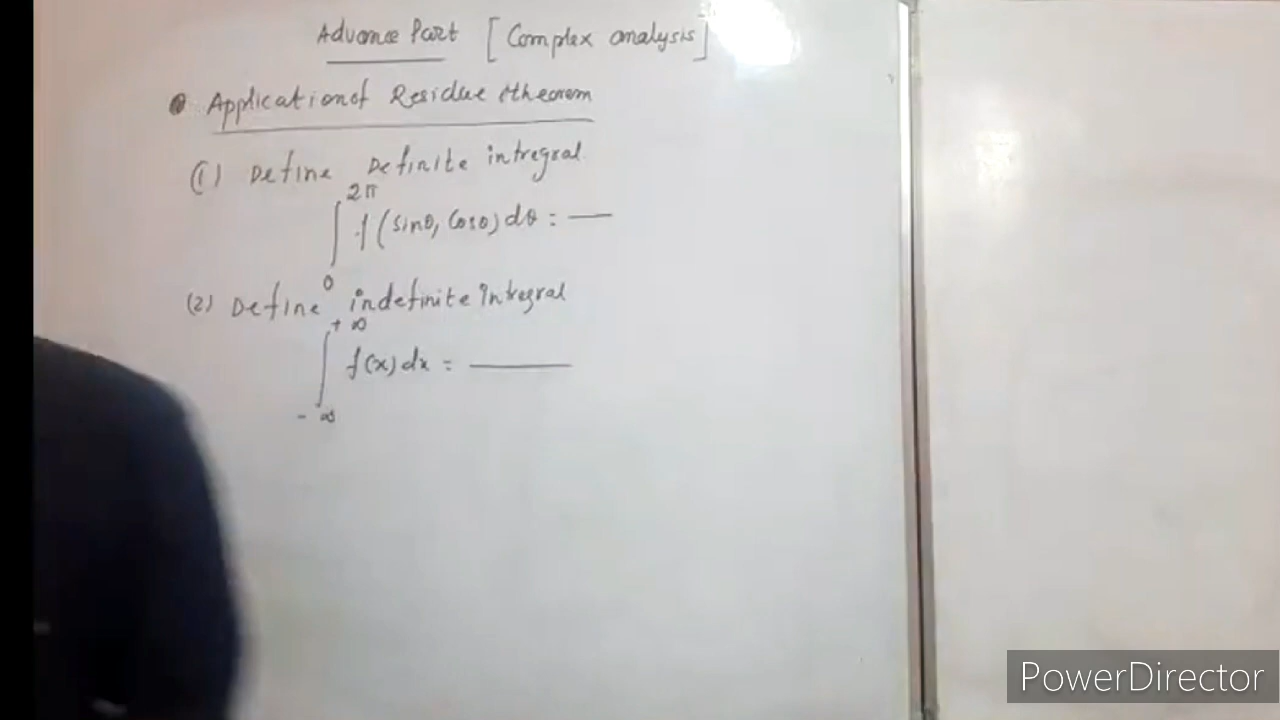 Advance Part [Complex analysis]
Application of Residue theorem
(1) Define Definite intregral
∫₀^2π f(sinθ, cosθ) dθ = —
(2) Define indefinite Integral
∫₋∞^+∞ f(x) dx = ———
PowerDirector